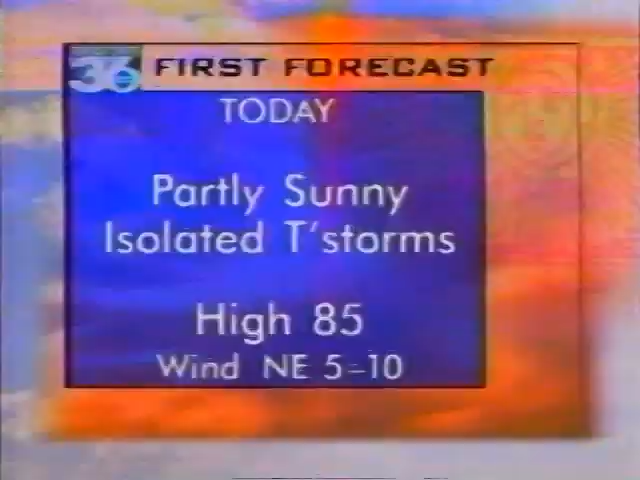 36 FIRST FORECAST
TODAY
Partly Sunny
Isolated T'storms
High 85
Wind NE 5-10